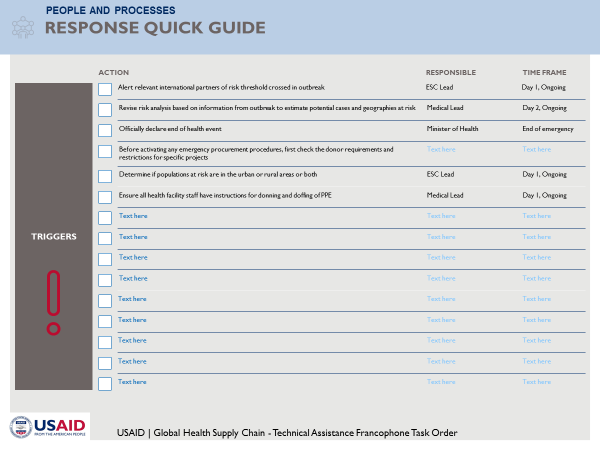 PEOPLE AND PROCESSES
RESPONSE QUICK GUIDE
ACTION RESPONSIBLE TIME FRAME
Alert relevant international partners of risk threshold crossed in outbreak ESC Lead Day 1, Ongoing
Revise risk analysis based on information from outbreak to estimate potential cases and geographies at risk Medical Lead Day 2, Ongoing
Officially declare end of health event Minister of Health End of emergency
Before activating any emergency procurement procedures, first check the donor requirements and Text here Text here
restrictions for specific projects
Determine if populations at risk are in the urban or rural areas or both ESC Lead Day 1, Ongoing
Ensure all health facility staff have instructions for donning and doffing of PPE Medical Lead Day 1, Ongoing
Text here Text here Text here
TRIGGERS
Text here Text here Text here
Text here Text here Text here
Text here Text here Text here
Text here Text here Text here
Text here Text here Text here
Text here Text here Text here
Text here Text here Text here
Text here Text here Text here
USAID
FROM THE AMERICAN PEOPLE
USAID | Global Health Supply Chain - Technical Assistance Francophone Task Order